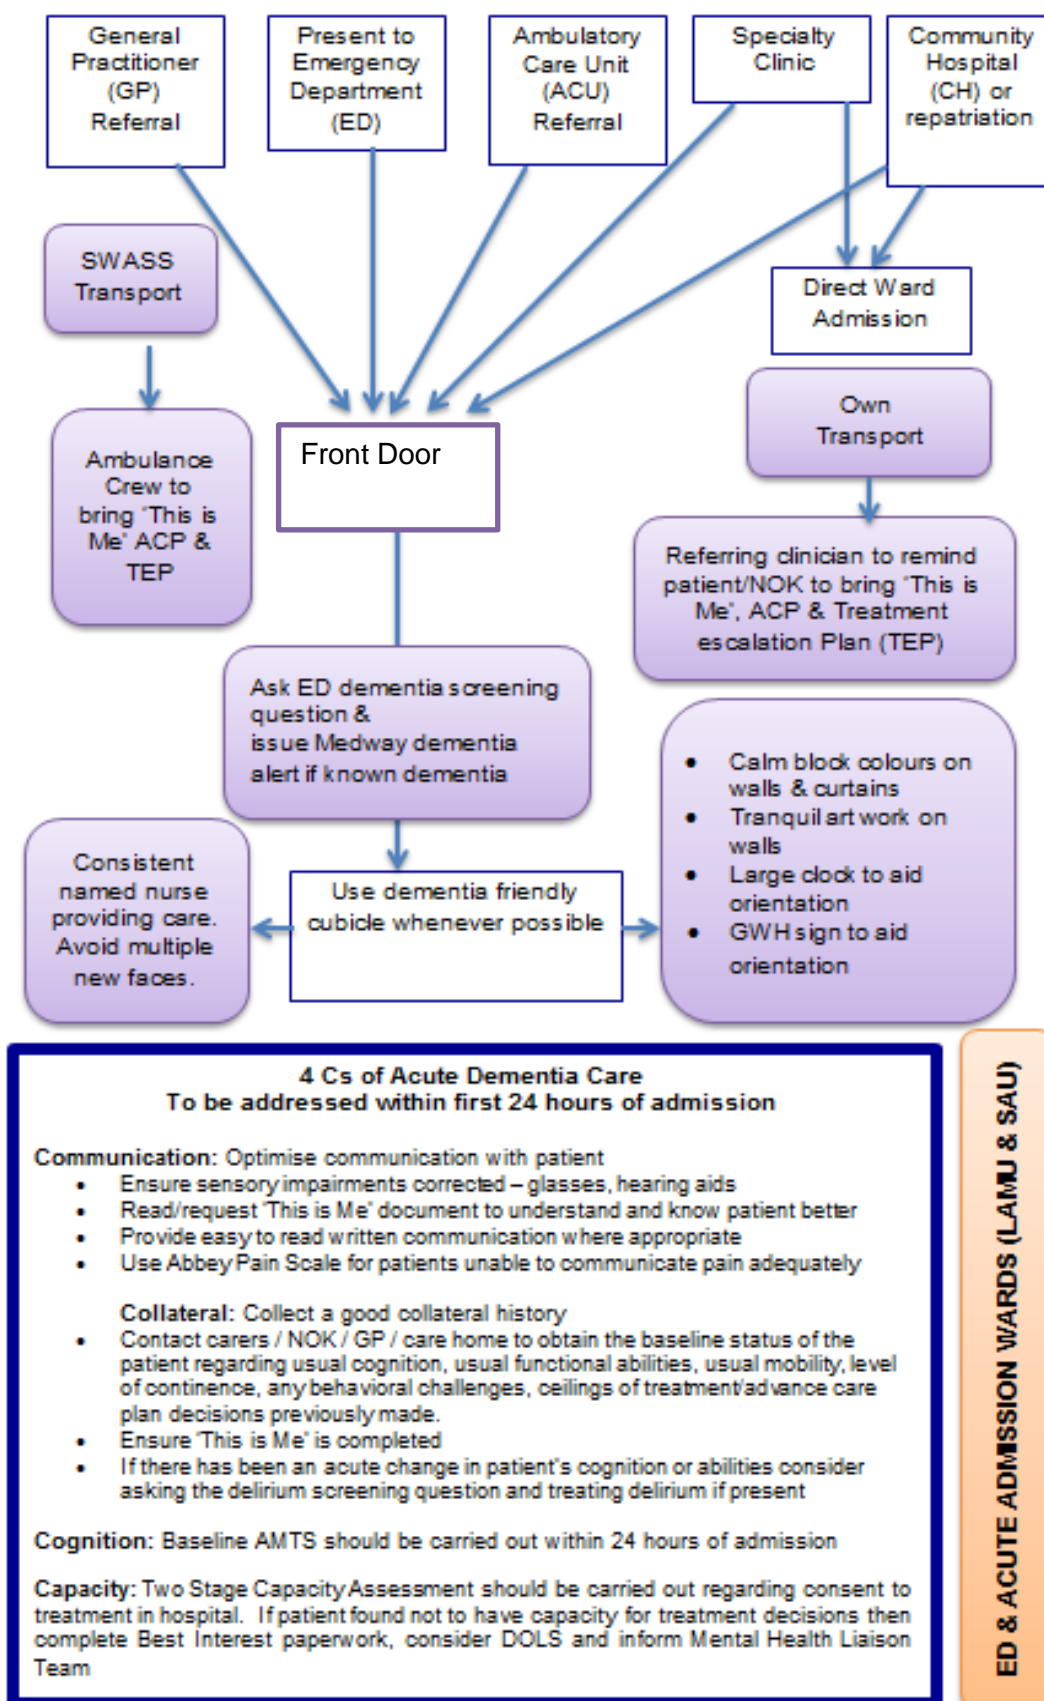 General
Practitioner
(GP)
Referral
Present to
Emergency
Department
(ED)
Ambulatory
Care Unit
(ACU)
Referral
Specialty
Clinic
Community
Hospital
(CH) or
repatriation
SWASS
Transport
Direct Ward
Admission
Ambulance
Crew to
bring ‘This is
Me’ ACP &
TEP
Front Door
Own
Transport
Referring clinician to remind
patient/NOK to bring ‘This is
Me’, ACP & Treatment
escalation Plan (TEP)
Ask ED dementia screening
question &
issue Medway dementia
alert if known dementia
Consistent
named nurse
providing care.
Avoid multiple
new faces.
Use dementia friendly
cubicle whenever possible
• Calm block colours on
walls & curtains
• Tranquil art work on
walls
• Large clock to aid
orientation
• GWH sign to aid
orientation
4 Cs of Acute Dementia Care
To be addressed within first 24 hours of admission
Communication: Optimise communication with patient
• Ensure sensory impairments corrected – glasses, hearing aids
• Read/request ‘This is Me’ document to understand and know patient better
• Provide easy to read written communication where appropriate
• Use Abbey Pain Scale for patients unable to communicate pain adequately
Collateral: Collect a good collateral history
• Contact carers / NOK / GP / care home to obtain the baseline status of the
patient regarding usual cognition, usual functional abilities, usual mobility, level
of continence, any behavioral challenges, ceilings of treatment/advance care
plan decisions previously made.
• Ensure ‘This is Me’ is completed
• If there has been an acute change in patient's cognition or abilities consider
asking the delirium screening question and treating delirium if present
Cognition: Baseline AMTS should be carried out within 24 hours of admission
Capacity: Two Stage Capacity Assessment should be carried out regarding consent to
treatment in hospital. If patient found not to have capacity for treatment decisions then
complete Best Interest paperwork, consider DOLS and inform Mental Health Liaison
Team
ED & ACUTE ADMISSION WARDS (LAMU & SAU)